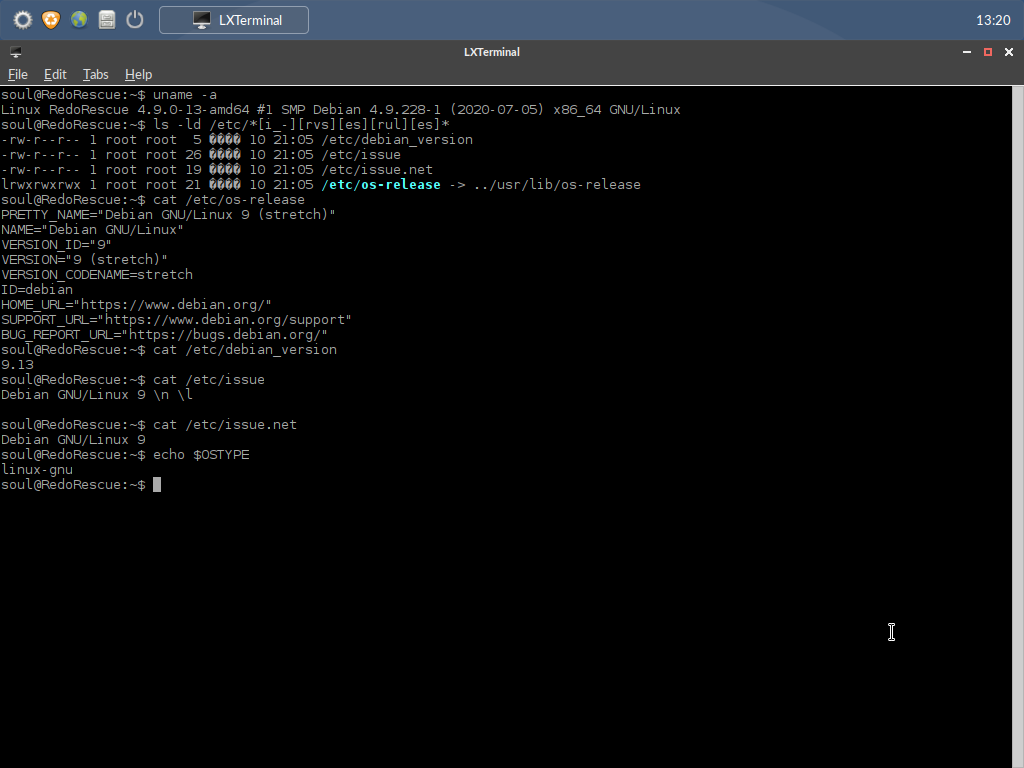 LXTerminal
13:20
LXTerminal
File Edit Tabs Help
soul@RedoRescue:~$ uname -a
Linux RedoRescue 4.9.0-13-amd64 #1 SMP Debian 4.9.228-1 (2020-07-05) x86_64 GNU/Linux
soul@RedoRescue:~$ ls -ld /etc/*[i_-][rvs][es][rul][es]*
-rw-r--r-- 1 root root  5 ���� 10 21:05 /etc/debian_version
-rw-r--r-- 1 root root 26 ���� 10 21:05 /etc/issue
-rw-r--r-- 1 root root 19 ���� 10 21:05 /etc/issue.net
lrwxrwxrwx 1 root root 21 ���� 10 21:05 /etc/os-release -> ../usr/lib/os-release
soul@RedoRescue:~$ cat /etc/os-release
PRETTY_NAME="Debian GNU/Linux 9 (stretch)"
NAME="Debian GNU/Linux"
VERSION_ID="9"
VERSION="9 (stretch)"
VERSION_CODENAME=stretch
ID=debian
HOME_URL="https://www.debian.org/"
SUPPORT_URL="https://www.debian.org/support"
BUG_REPORT_URL="https://bugs.debian.org/"
soul@RedoRescue:~$ cat /etc/debian_version
9.13
soul@RedoRescue:~$ cat /etc/issue
Debian GNU/Linux 9 \n \l

soul@RedoRescue:~$ cat /etc/issue.net
Debian GNU/Linux 9
soul@RedoRescue:~$ echo $OSTYPE
linux-gnu
soul@RedoRescue:~$